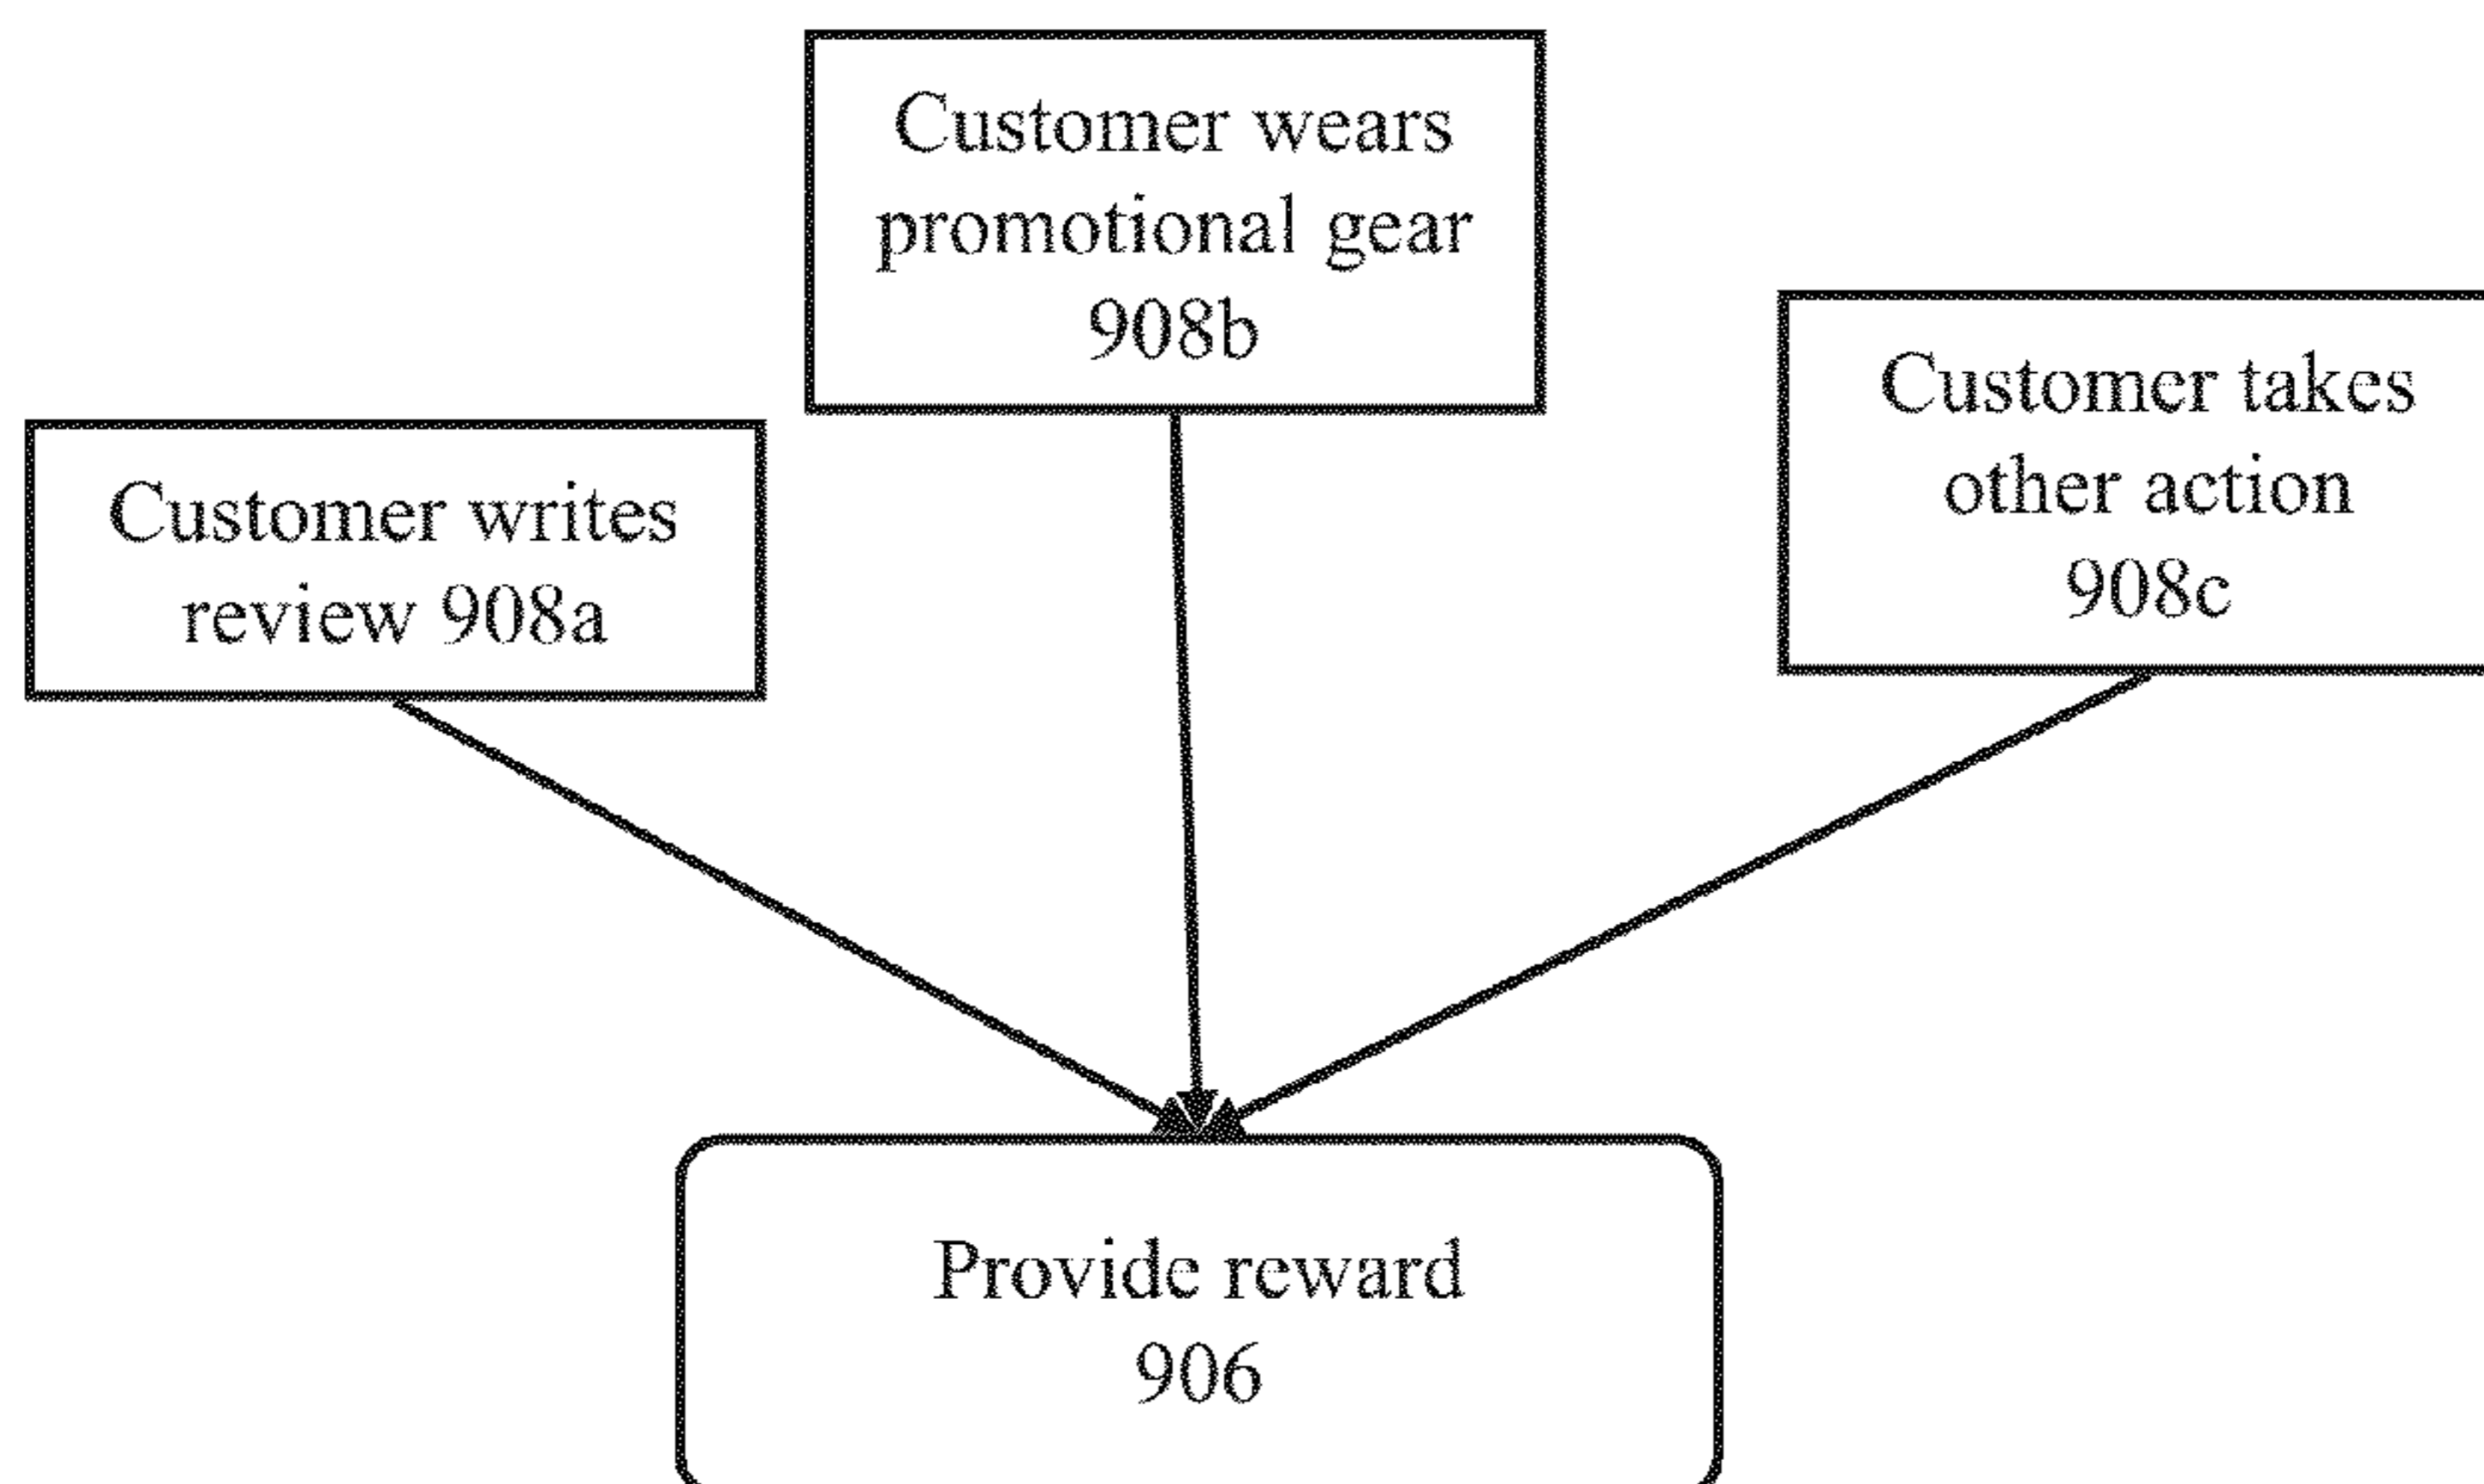 Customer wears
promotional gear
908b
Customer takes
other action
908c
Customer writes
review 908a
Provide reward
906